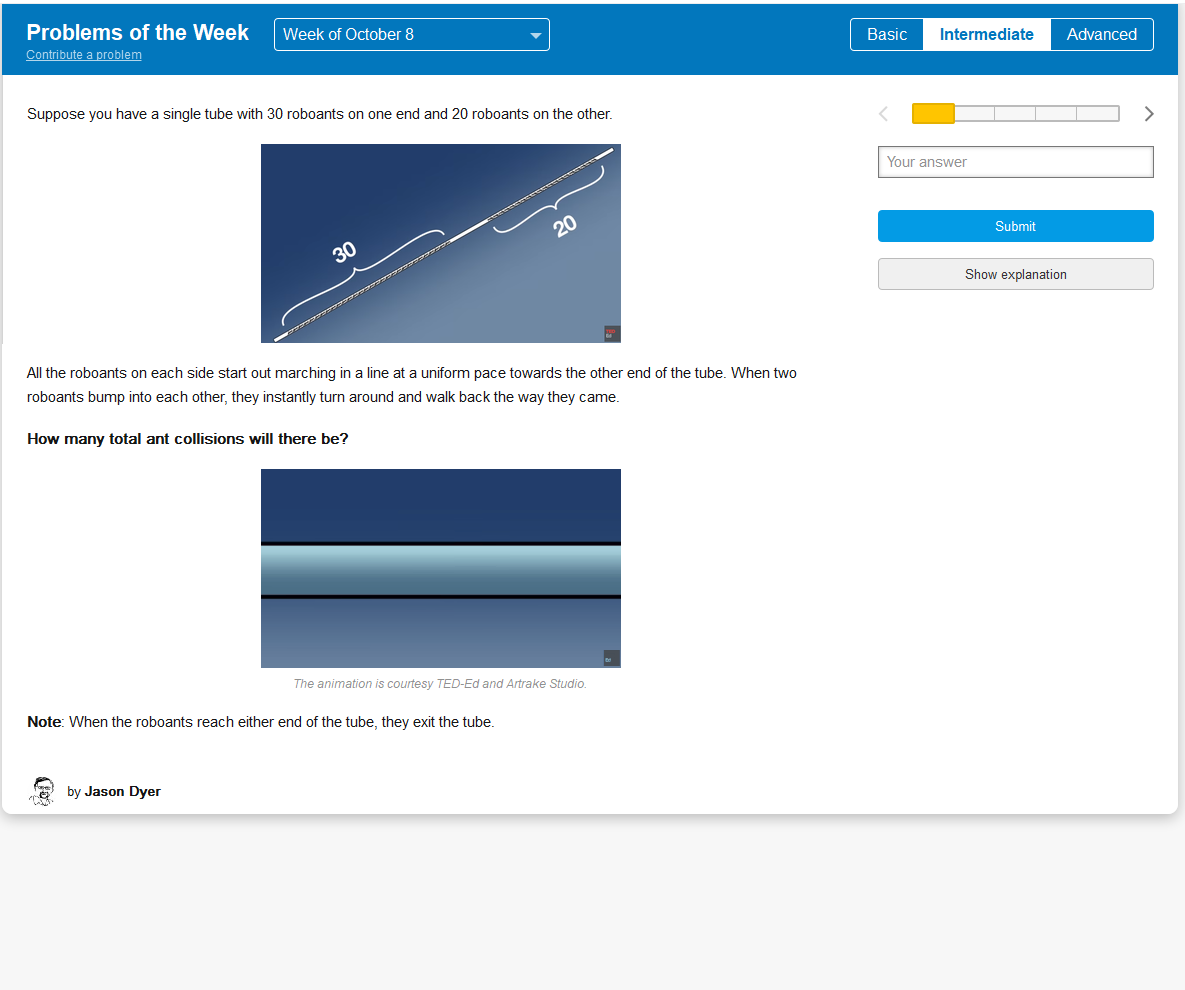 Problems of the Week
Contribute a problem
Week of October 8
Basic
Intermediate
Advanced
Suppose you have a single tube with 30 roboants on one end and 20 roboants on the other.
Your answer
Submit
Show explanation
30
20
All the roboants on each side start out marching in a line at a uniform pace towards the other end of the tube. When two
roboants bump into each other, they instantly turn around and walk back the way they came.
How many total ant collisions will there be?
The animation is courtesy TED-Ed and Artrake Studio.
Note: When the roboants reach either end of the tube, they exit the tube.
by Jason Dyer